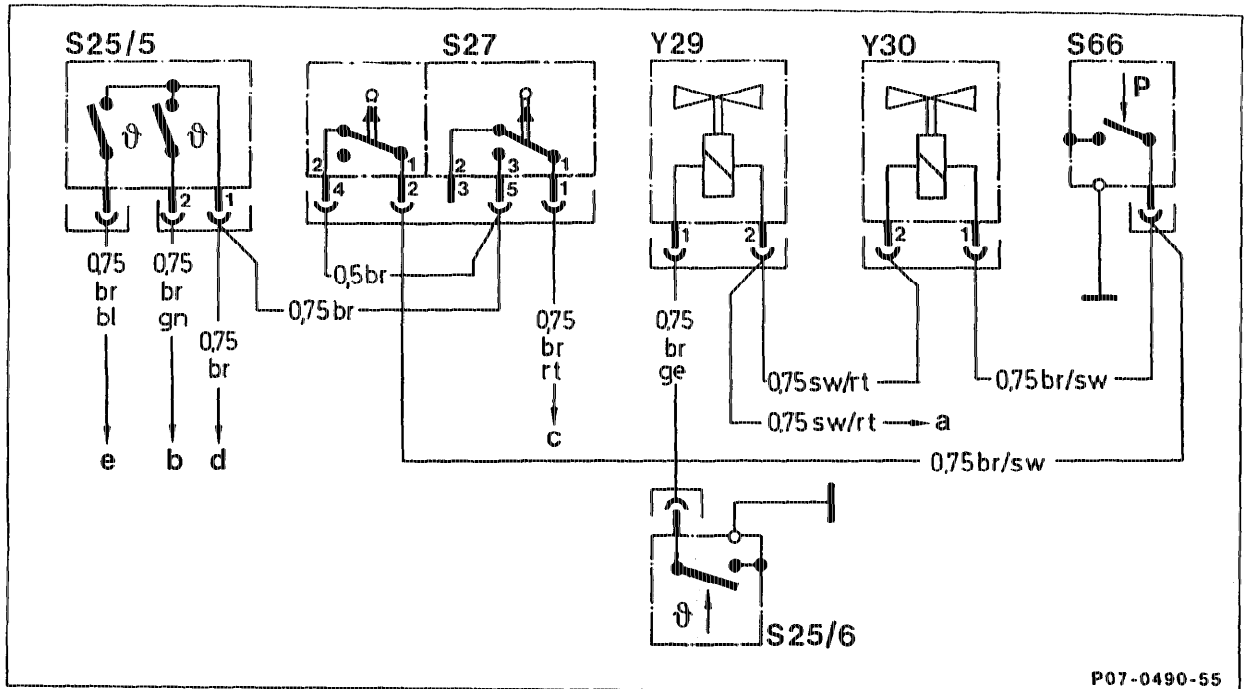 S25/5
S27
Y29
Y30
S66
ϑ
ϑ
P
2
1
2
1
2
3
1
4
2
3
5
1
1
2
2
1
0,75
br
bl
0,75
br
gn
0,75
br
0,5br
0,75 br
0,75
br
rt
0,75
br
ge
0,75 sw/rt
0,75 br/sw
0,75 sw/rt
a
c
0,75 br/sw
e
b
d
ϑ
S25/6
P07-0490-55